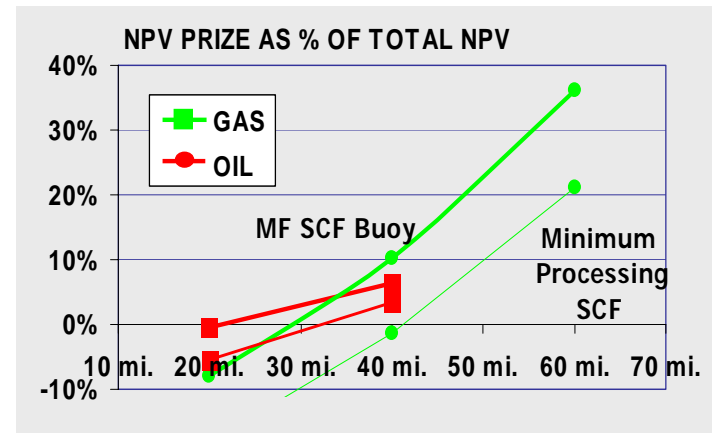 NPV PRIZE AS % OF TOTAL NPV
40%
30%
20%
10%
0%
-10%
GAS
OIL
MF SCF Buoy
Minimum
Processing
SCF
10 mi. 20 mi. 30 mi. 40 mi. 50 mi. 60 mi. 70 mi.